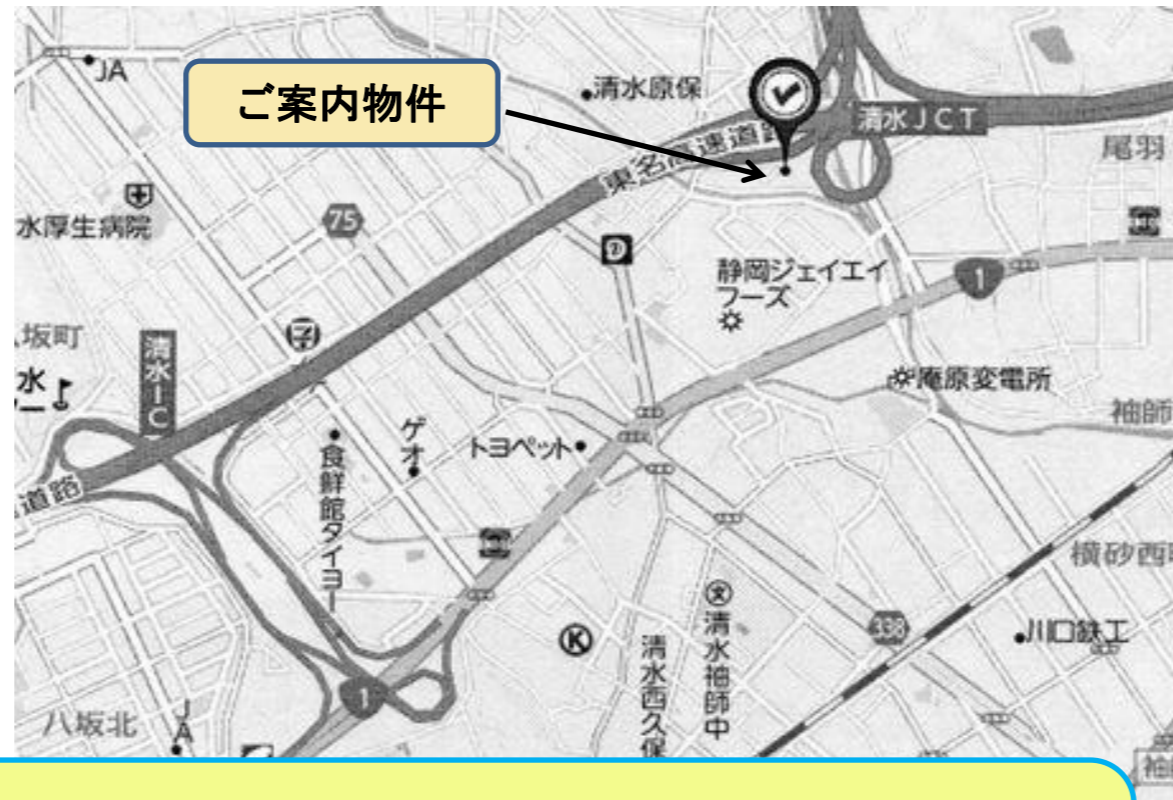 JA
ご案内物件
清水原保
清水JCT
東名高速道路
尾羽
水厚生病院
75
静岡ジェイエイ
フーズ
1
坂町
清水IC
水
庵原変電所
袖師
ゲオ
トヨペット
道路
食鮮館タイヨー
横砂西
338
K
文
清水袖師中
清水西久保
川口鉄工
1
八坂北
JA
袖